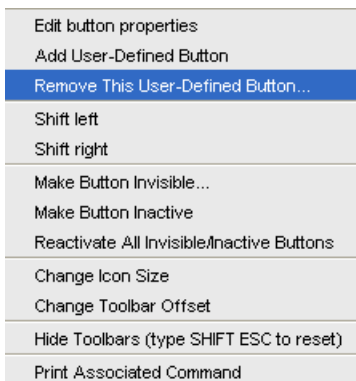 Edit button properties
Add User-Defined Button
Remove This User-Defined Button...
Shift left
Shift right
Make Button Invisible...
Make Button Inactive
Reactivate All Invisible/Inactive Buttons
Change Icon Size
Change Toolbar Offset
Hide Toolbars (type SHIFT ESC to reset)
Print Associated Command